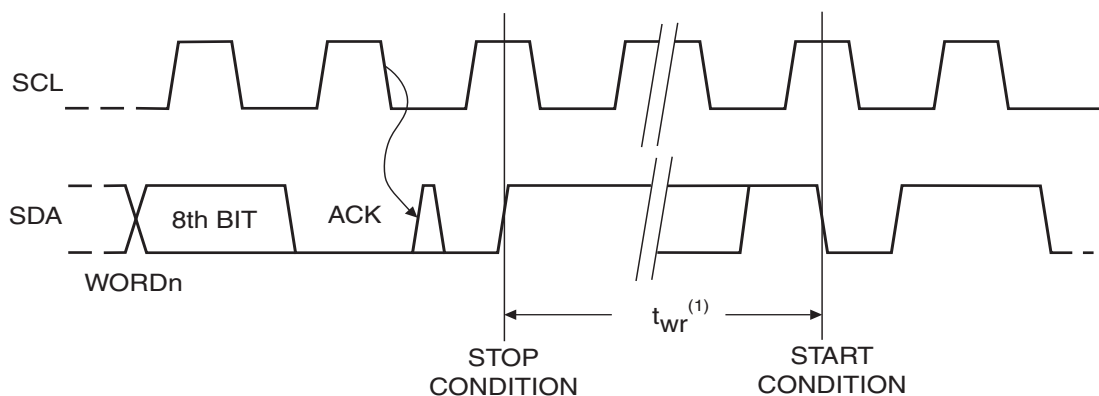 SCL
SDA
8th BIT
ACK
WORDn
twr(1)
STOP
CONDITION
START
CONDITION